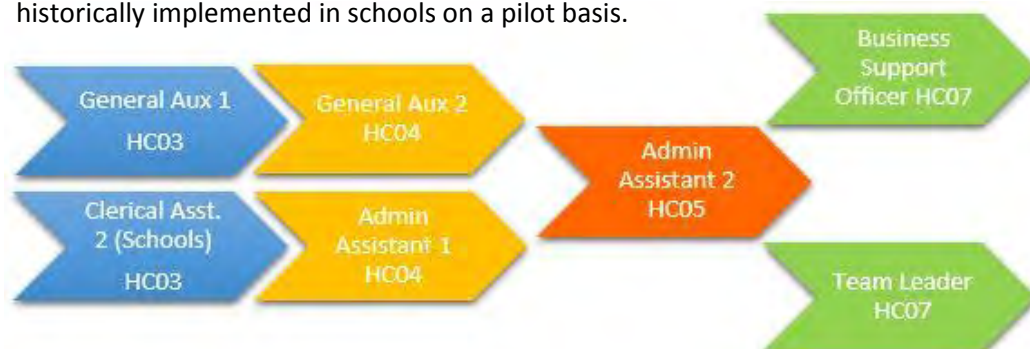 historically implemented in schools on a pilot basis.
General Aux 1
HC03
General Aux 2
HC04
Clerical Asst.
2 (Schools)
HC03
Admin
Assistant 1
HC04
Admin
Assistant 2
HC05
Business
Support
Officer HC07
Team Leader
HC07